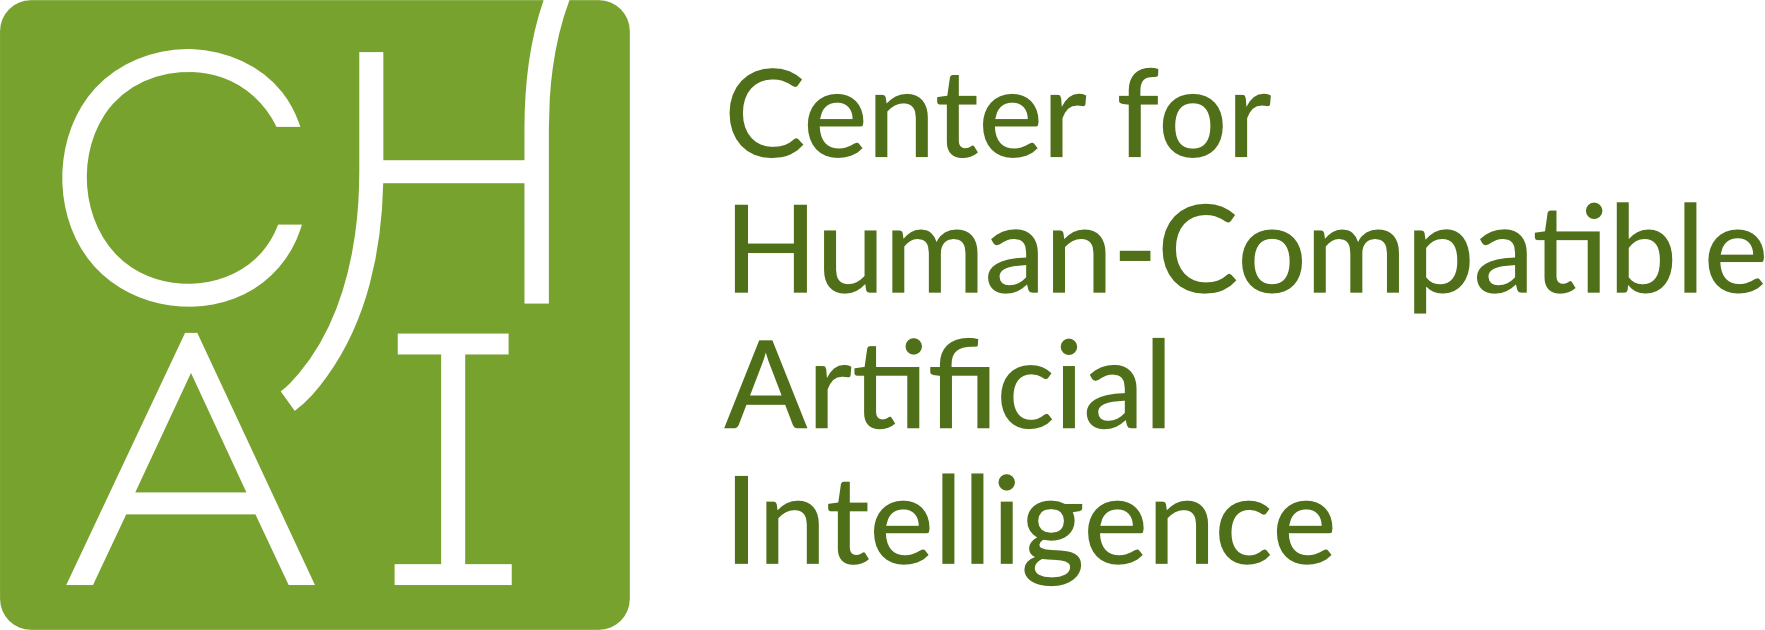 CH
AI
Center for
Human-Compatible
Artificial
Intelligence